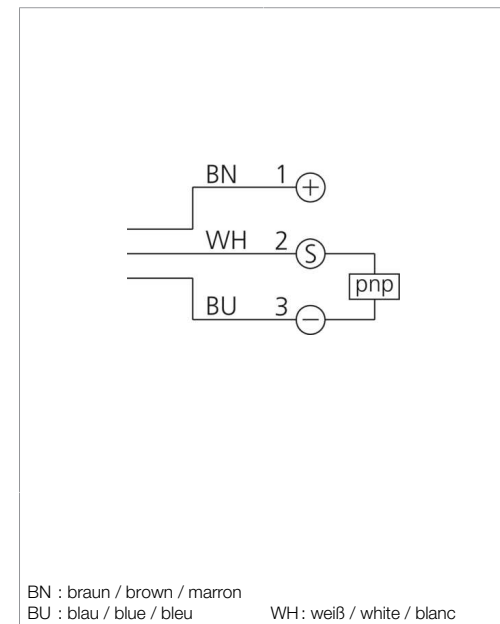 BN 1 +
WH 2 S
pnp
BU 3 −
BN : braun / brown / marron
BU : blau / blue / bleu WH : weiß / white / blanc